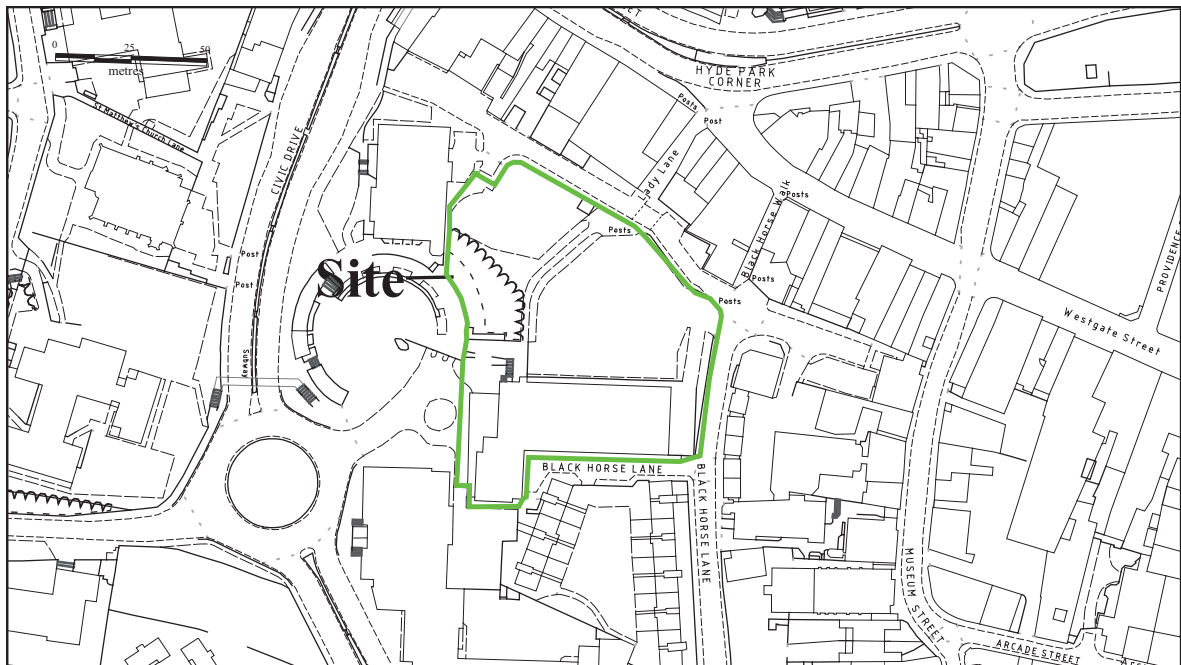 0
25
50
metres
St Matthew's Church Lane
CIVIC DRIVE
HYDE PARK
CORNER
Posts
Post
ady Lane
Posts
Black Horse Walk
Posts
Posts
Posts
Post
Post
Site
Subway
PROVIDENCE
Westgate Street
BLACK HORSE LANE
BLACK HORSE LANE
MUSEUM STREET
ARCADE STREET